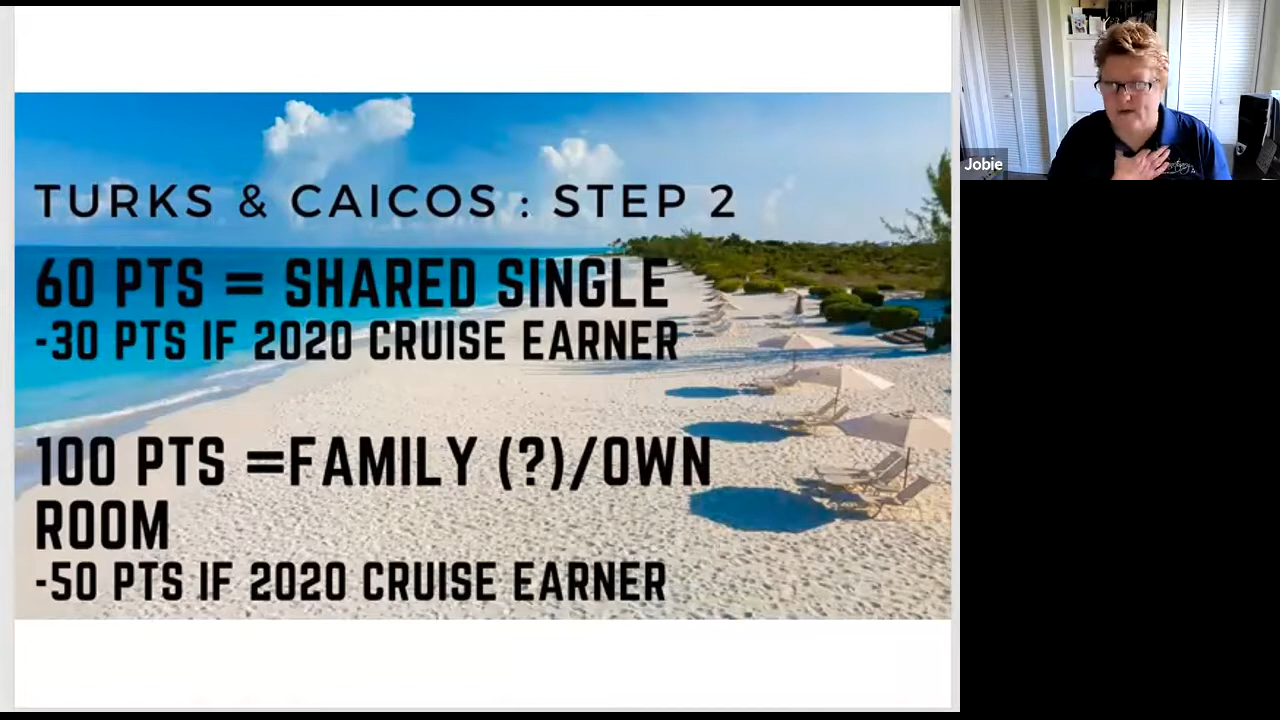 TURKS & CAICOS : STEP 2
60 PTS = SHARED SINGLE
-30 PTS IF 2020 CRUISE EARNER
100 PTS =FAMILY (?)/OWN
ROOM
-50 PTS IF 2020 CRUISE EARNER
Jobie